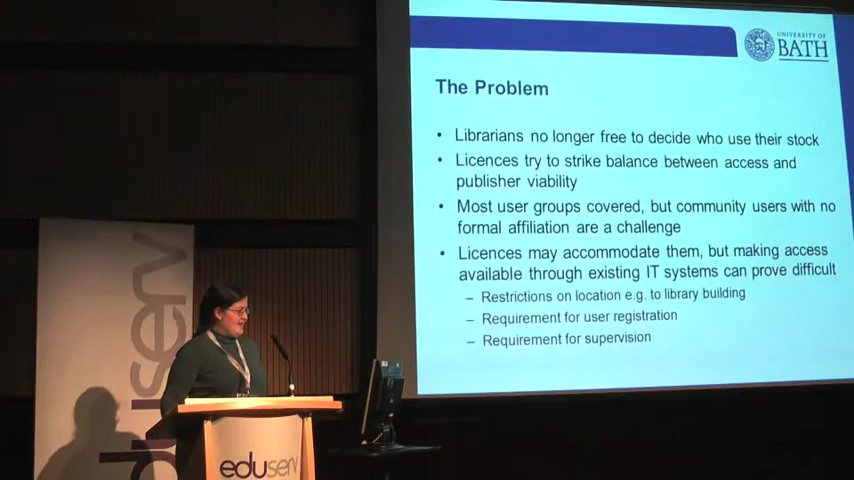 UNIVERSITY OF
BATH
The Problem
• Librarians no longer free to decide who use their stock
• Licences try to strike balance between access and
publisher viability
• Most user groups covered, but community users with no
formal affiliation are a challenge
• Licences may accommodate them, but making access
available through existing IT systems can prove difficult
– Restrictions on location e.g. to library building
– Requirement for user registration
– Requirement for supervision
eduserv
eduserv